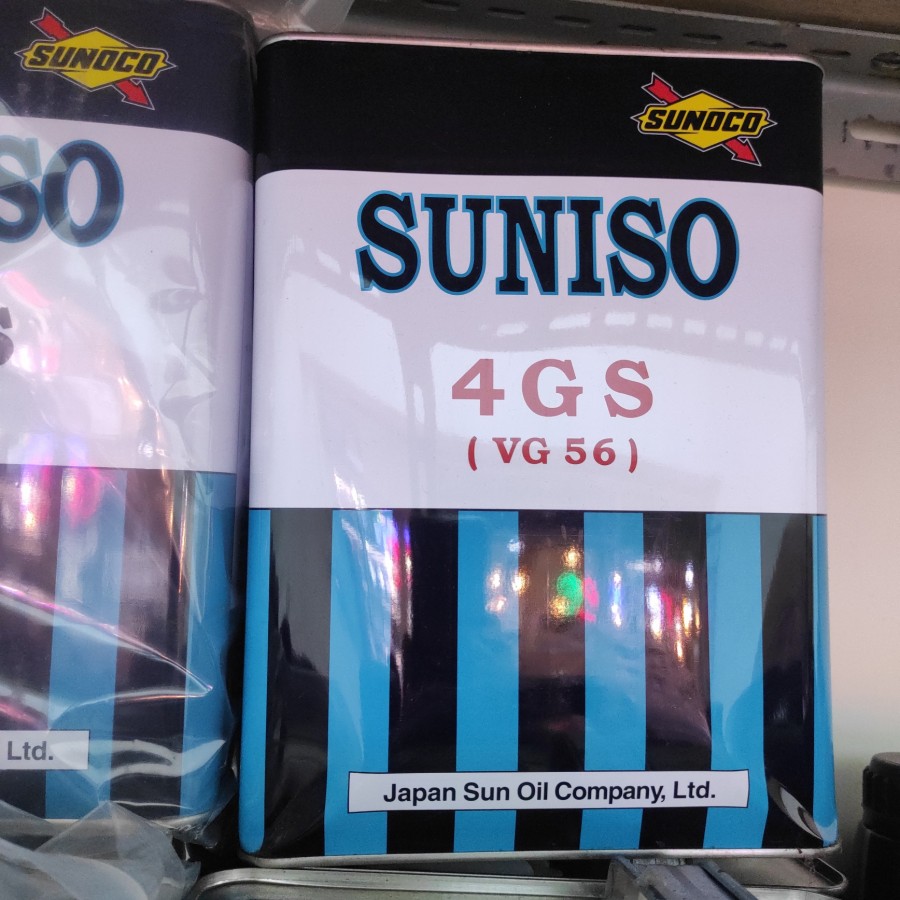 SUNOCO
SO
Ltd.
SUNOCO
SUNISO
4GS
( VG 56 )
Japan Sun Oil Company, Ltd.